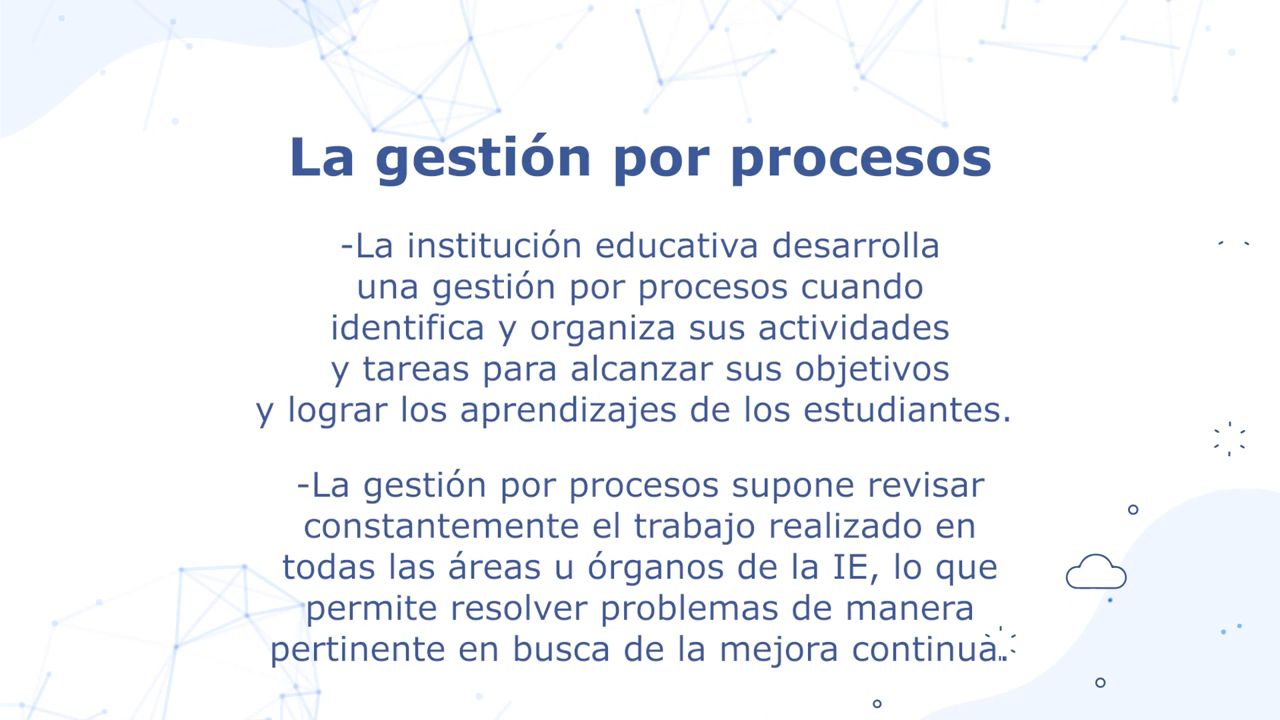 La gestión por procesos
-La institución educativa desarrolla
una gestión por procesos cuando
identifica y organiza sus actividades
y tareas para alcanzar sus objetivos
y lograr los aprendizajes de los estudiantes.
-La gestión por procesos supone revisar
constantemente el trabajo realizado en
todas las áreas u órganos de la IE, lo que
permite resolver problemas de manera
pertinente en busca de la mejora continua.